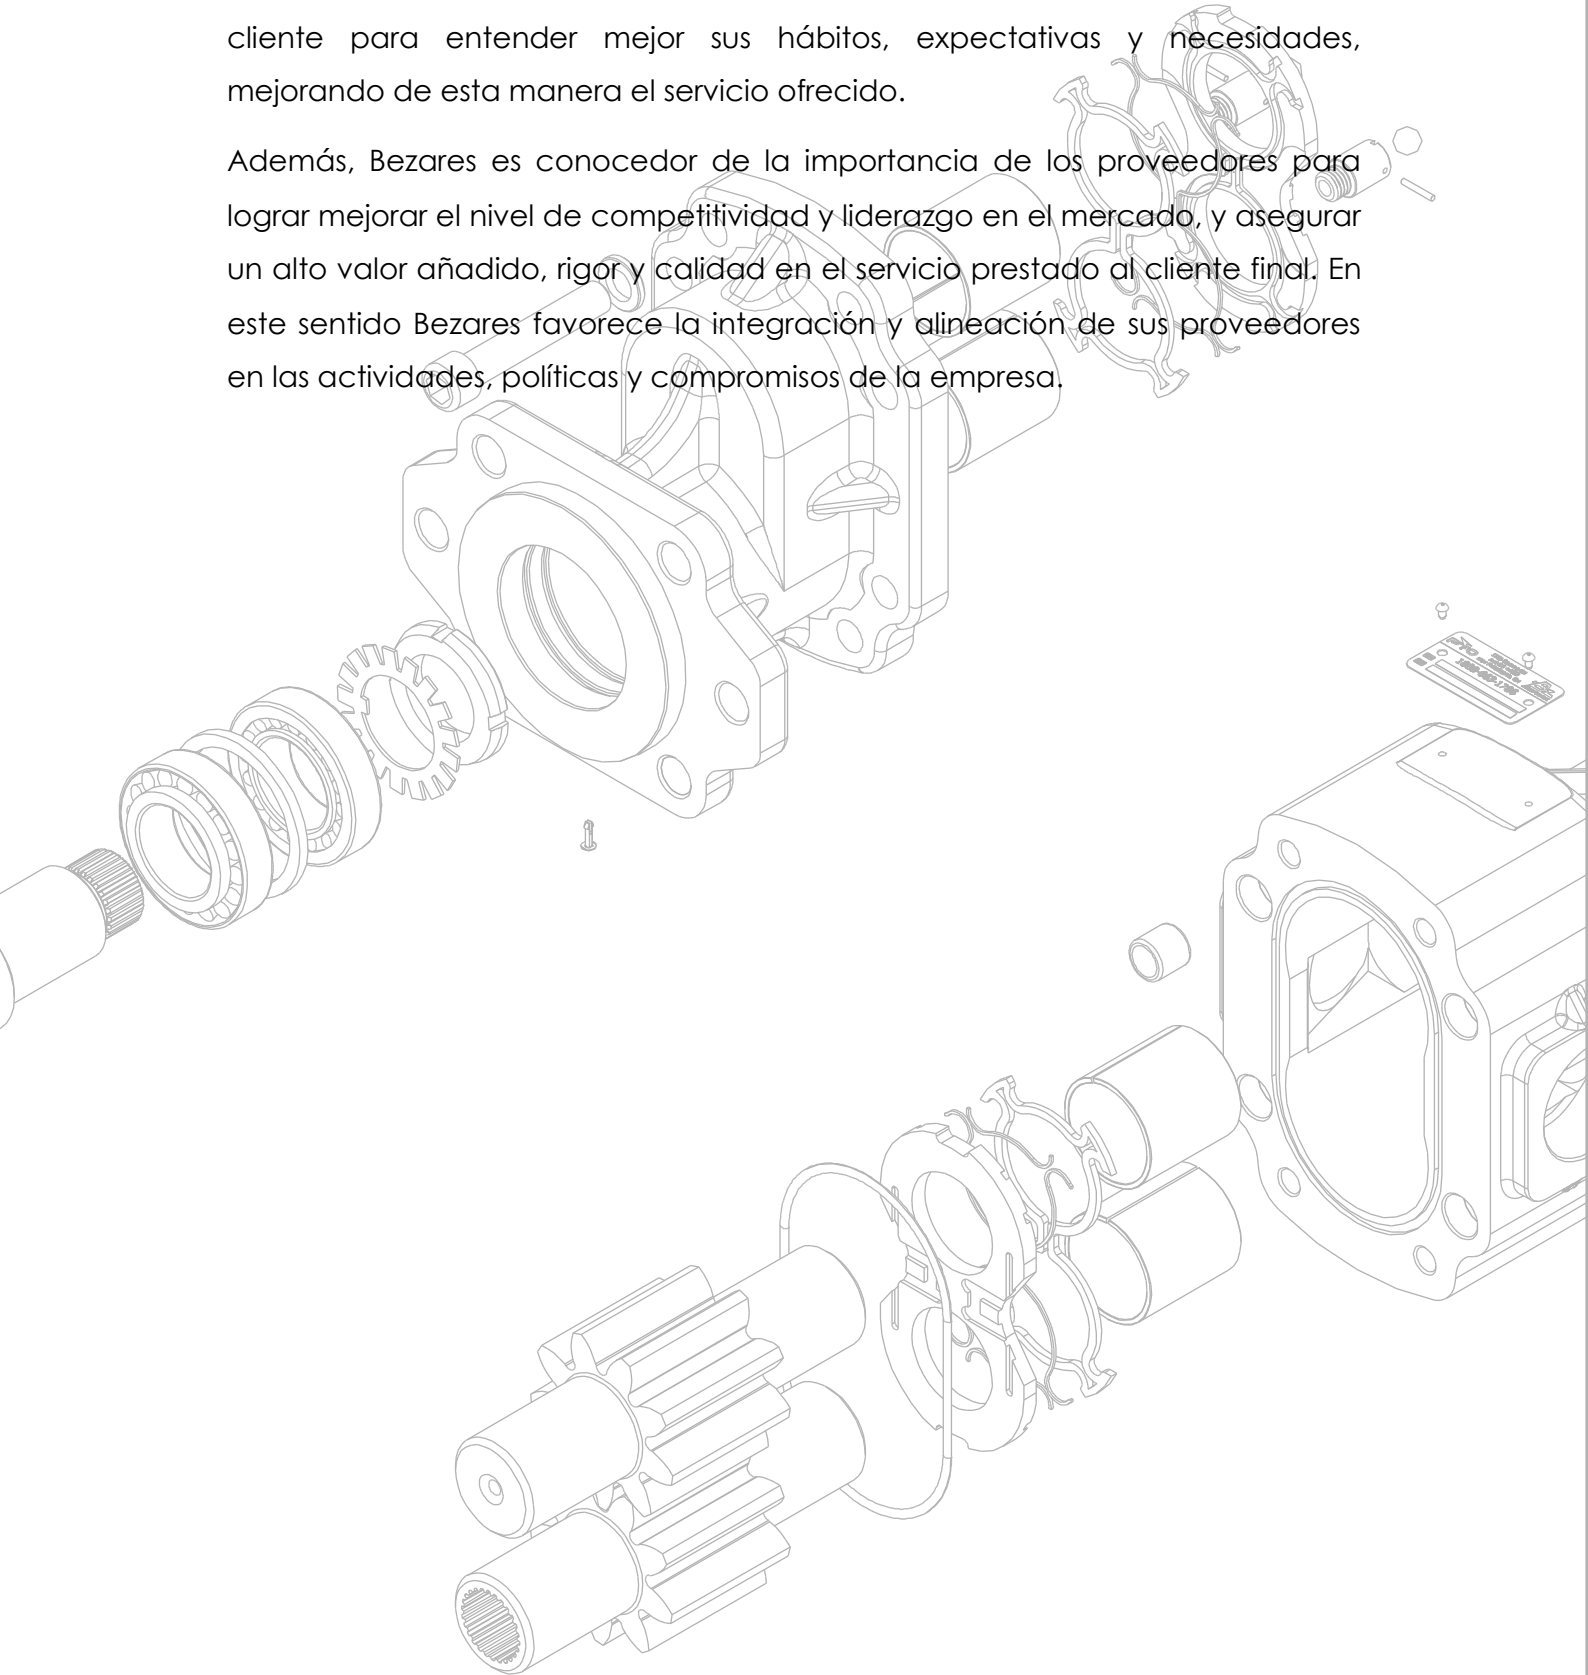 cliente para entender mejor sus hábitos, expectativas y necesidades,
mejorando de esta manera el servicio ofrecido.
Además, Bezares es conocedor de la importancia de los proveedores para
lograr mejorar el nivel de competitividad y liderazgo en el mercado, y asegurar
un alto valor añadido, rigor y calidad en el servicio prestado al cliente final. En
este sentido Bezares favorece la integración y alineación de sus proveedores
en las actividades, políticas y compromisos de la empresa.